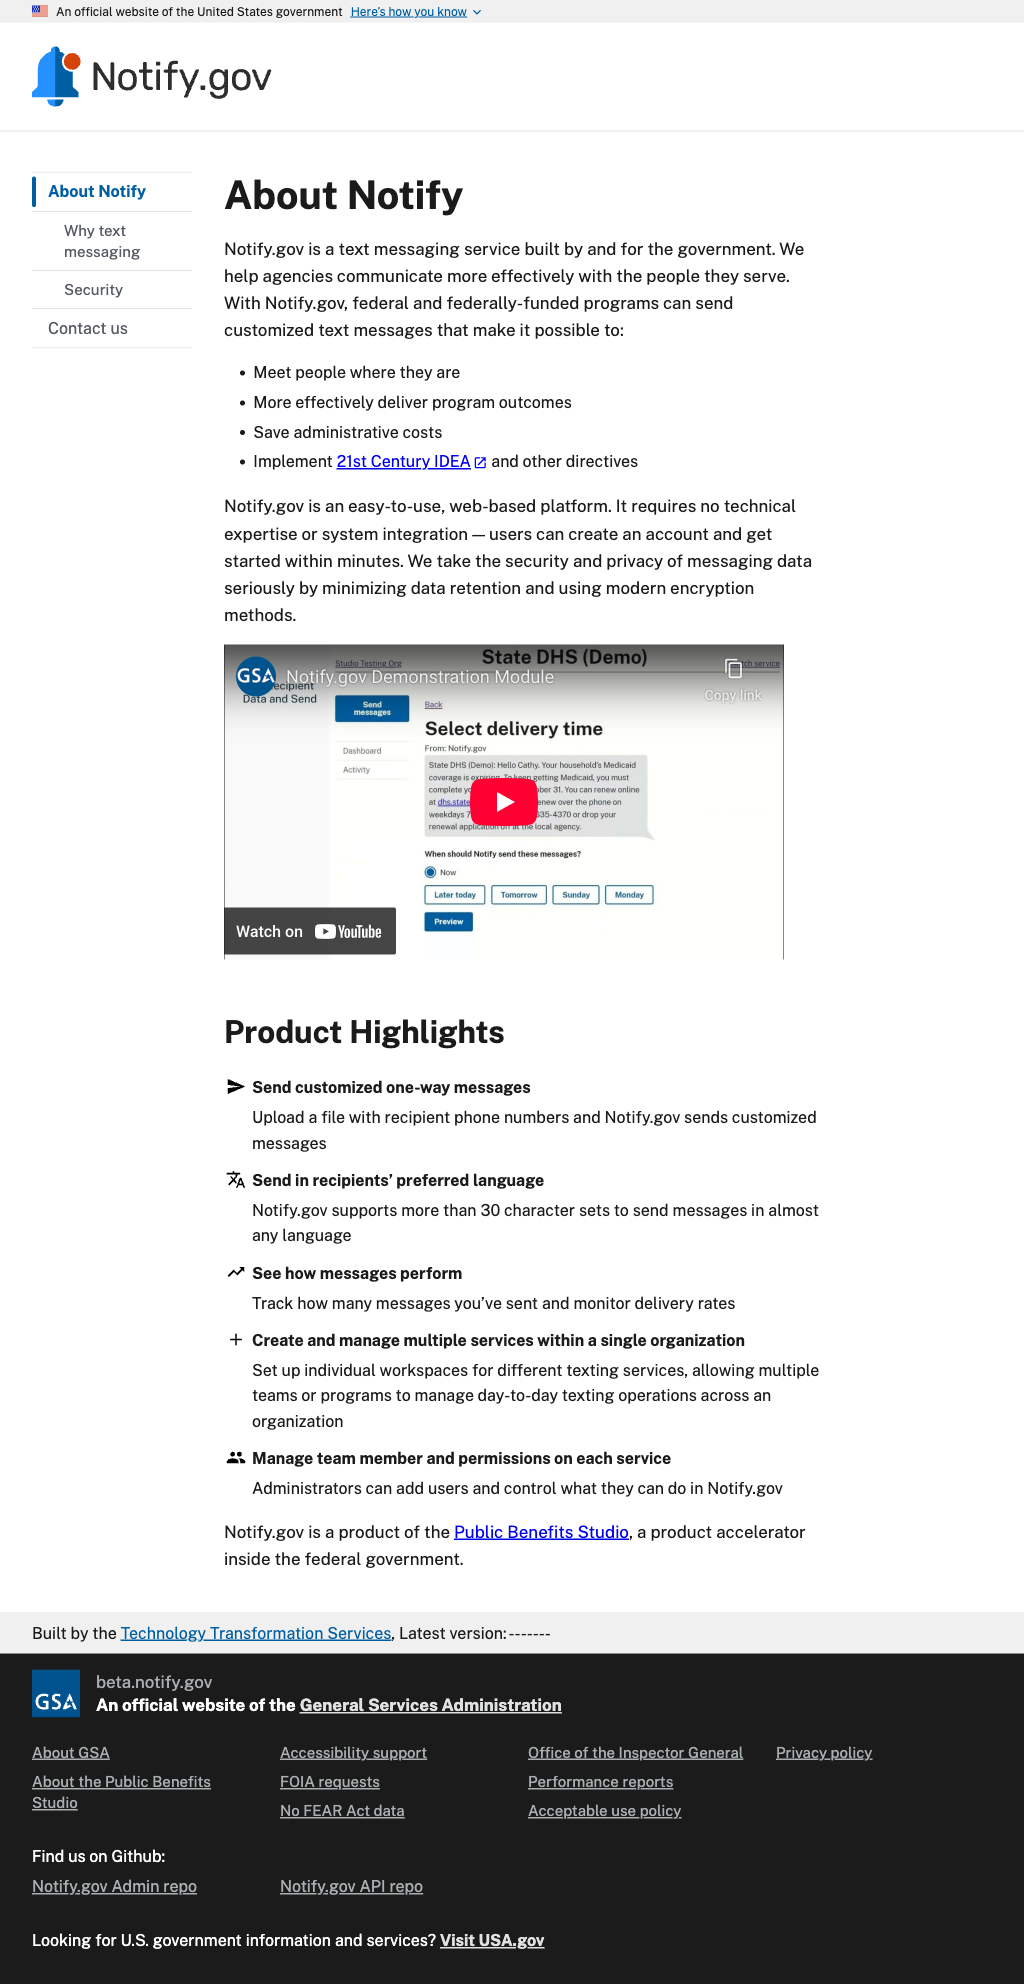 An official website of the United States government Here's how you know
Notify.gov
About Notify
Why text
messaging
Security
Contact us
About Notify
Notify.gov is a text messaging service built by and for the government. We
help agencies communicate more effectively with the people they serve.
With Notify.gov, federal and federally-funded programs can send
customized text messages that make it possible to:
• Meet people where they are
• More effectively deliver program outcomes
• Save administrative costs
• Implement 21st Century IDEA and other directives
Notify.gov is an easy-to-use, web-based platform. It requires no technical
expertise or system integration — users can create an account and get
started within minutes. We take the security and privacy of messaging data
seriously by minimizing data retention and using modern encryption
methods.
Studio Testing Org
State DHS (Demo)
service
GSA
Notify.gov Demonstration Module
Copy link
Data and Send
Send
messages
Back
Select delivery time
Dashboard
Activity
From: Notify.gov
State DHS (Demo): Hello Cathy. Your household's Medicaid
coverage is expiring. To keep getting Medicaid, you must
complete 31. You can renew online
at dhs.state renew over the phone on
weekdays 7 635-4370 or drop your
renewal application off at the local agency.
When should Notify send these messages?
Now
Later today Tomorrow Sunday Monday
Preview
Watch on YouTube
Product Highlights
Send customized one-way messages
Upload a file with recipient phone numbers and Notify.gov sends customized
messages
Send in recipients’ preferred language
Notify.gov supports more than 30 character sets to send messages in almost
any language
See how messages perform
Track how many messages you’ve sent and monitor delivery rates
Create and manage multiple services within a single organization
Set up individual workspaces for different texting services, allowing multiple
teams or programs to manage day-to-day texting operations across an
organization
Manage team member and permissions on each service
Administrators can add users and control what they can do in Notify.gov
Notify.gov is a product of the Public Benefits Studio, a product accelerator
inside the federal government.
Built by the Technology Transformation Services, Latest version:-------
GSA
beta.notify.gov
An official website of the General Services Administration
About GSA
About the Public Benefits
Studio
Accessibility support
FOIA requests
No FEAR Act data
Office of the Inspector General
Performance reports
Acceptable use policy
Privacy policy
Find us on Github:
Notify.gov Admin repo
Notify.gov API repo
Looking for U.S. government information and services? Visit USA.gov